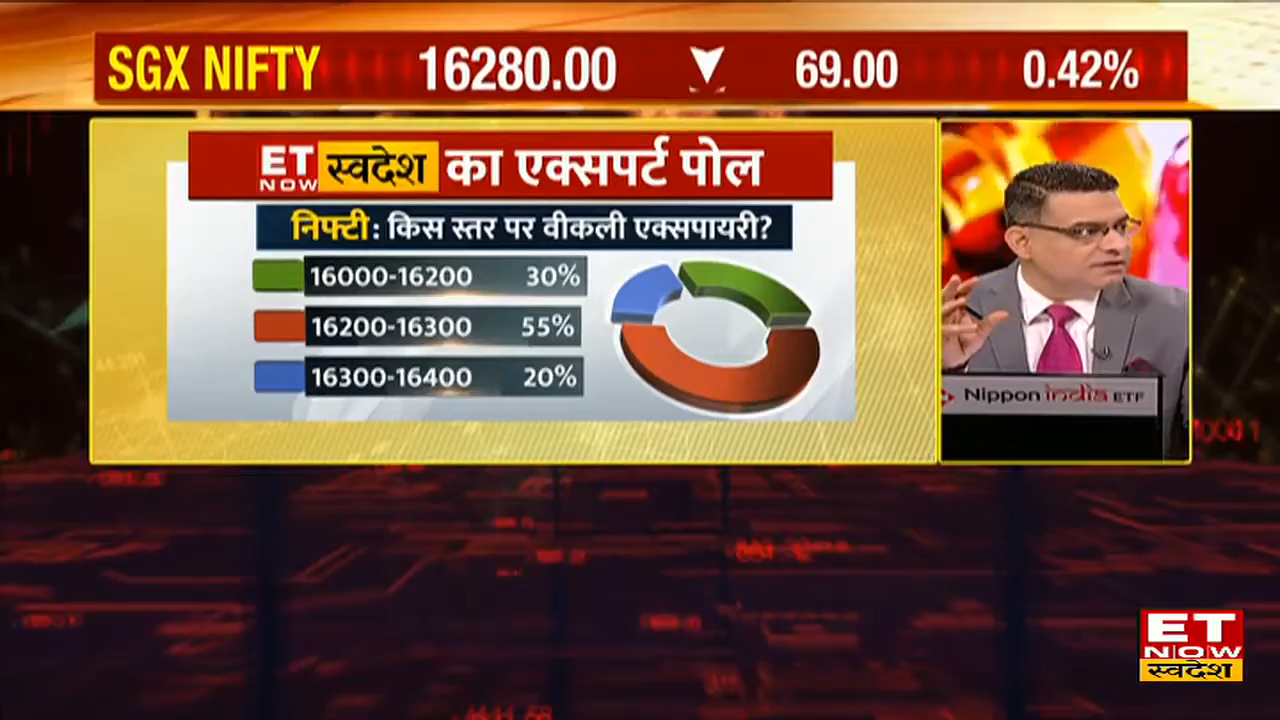 SGX NIFTY 16280.00 69.00 0.42%
ET NOW स्वदेश का एक्सपर्ट पोल
निफ्टी: किस स्तर पर वीकली एक्सपायरी?
16000-16200 30%
16200-16300 55%
16300-16400 20%
Nippon india ETF
ET
NOW
स्वदेश